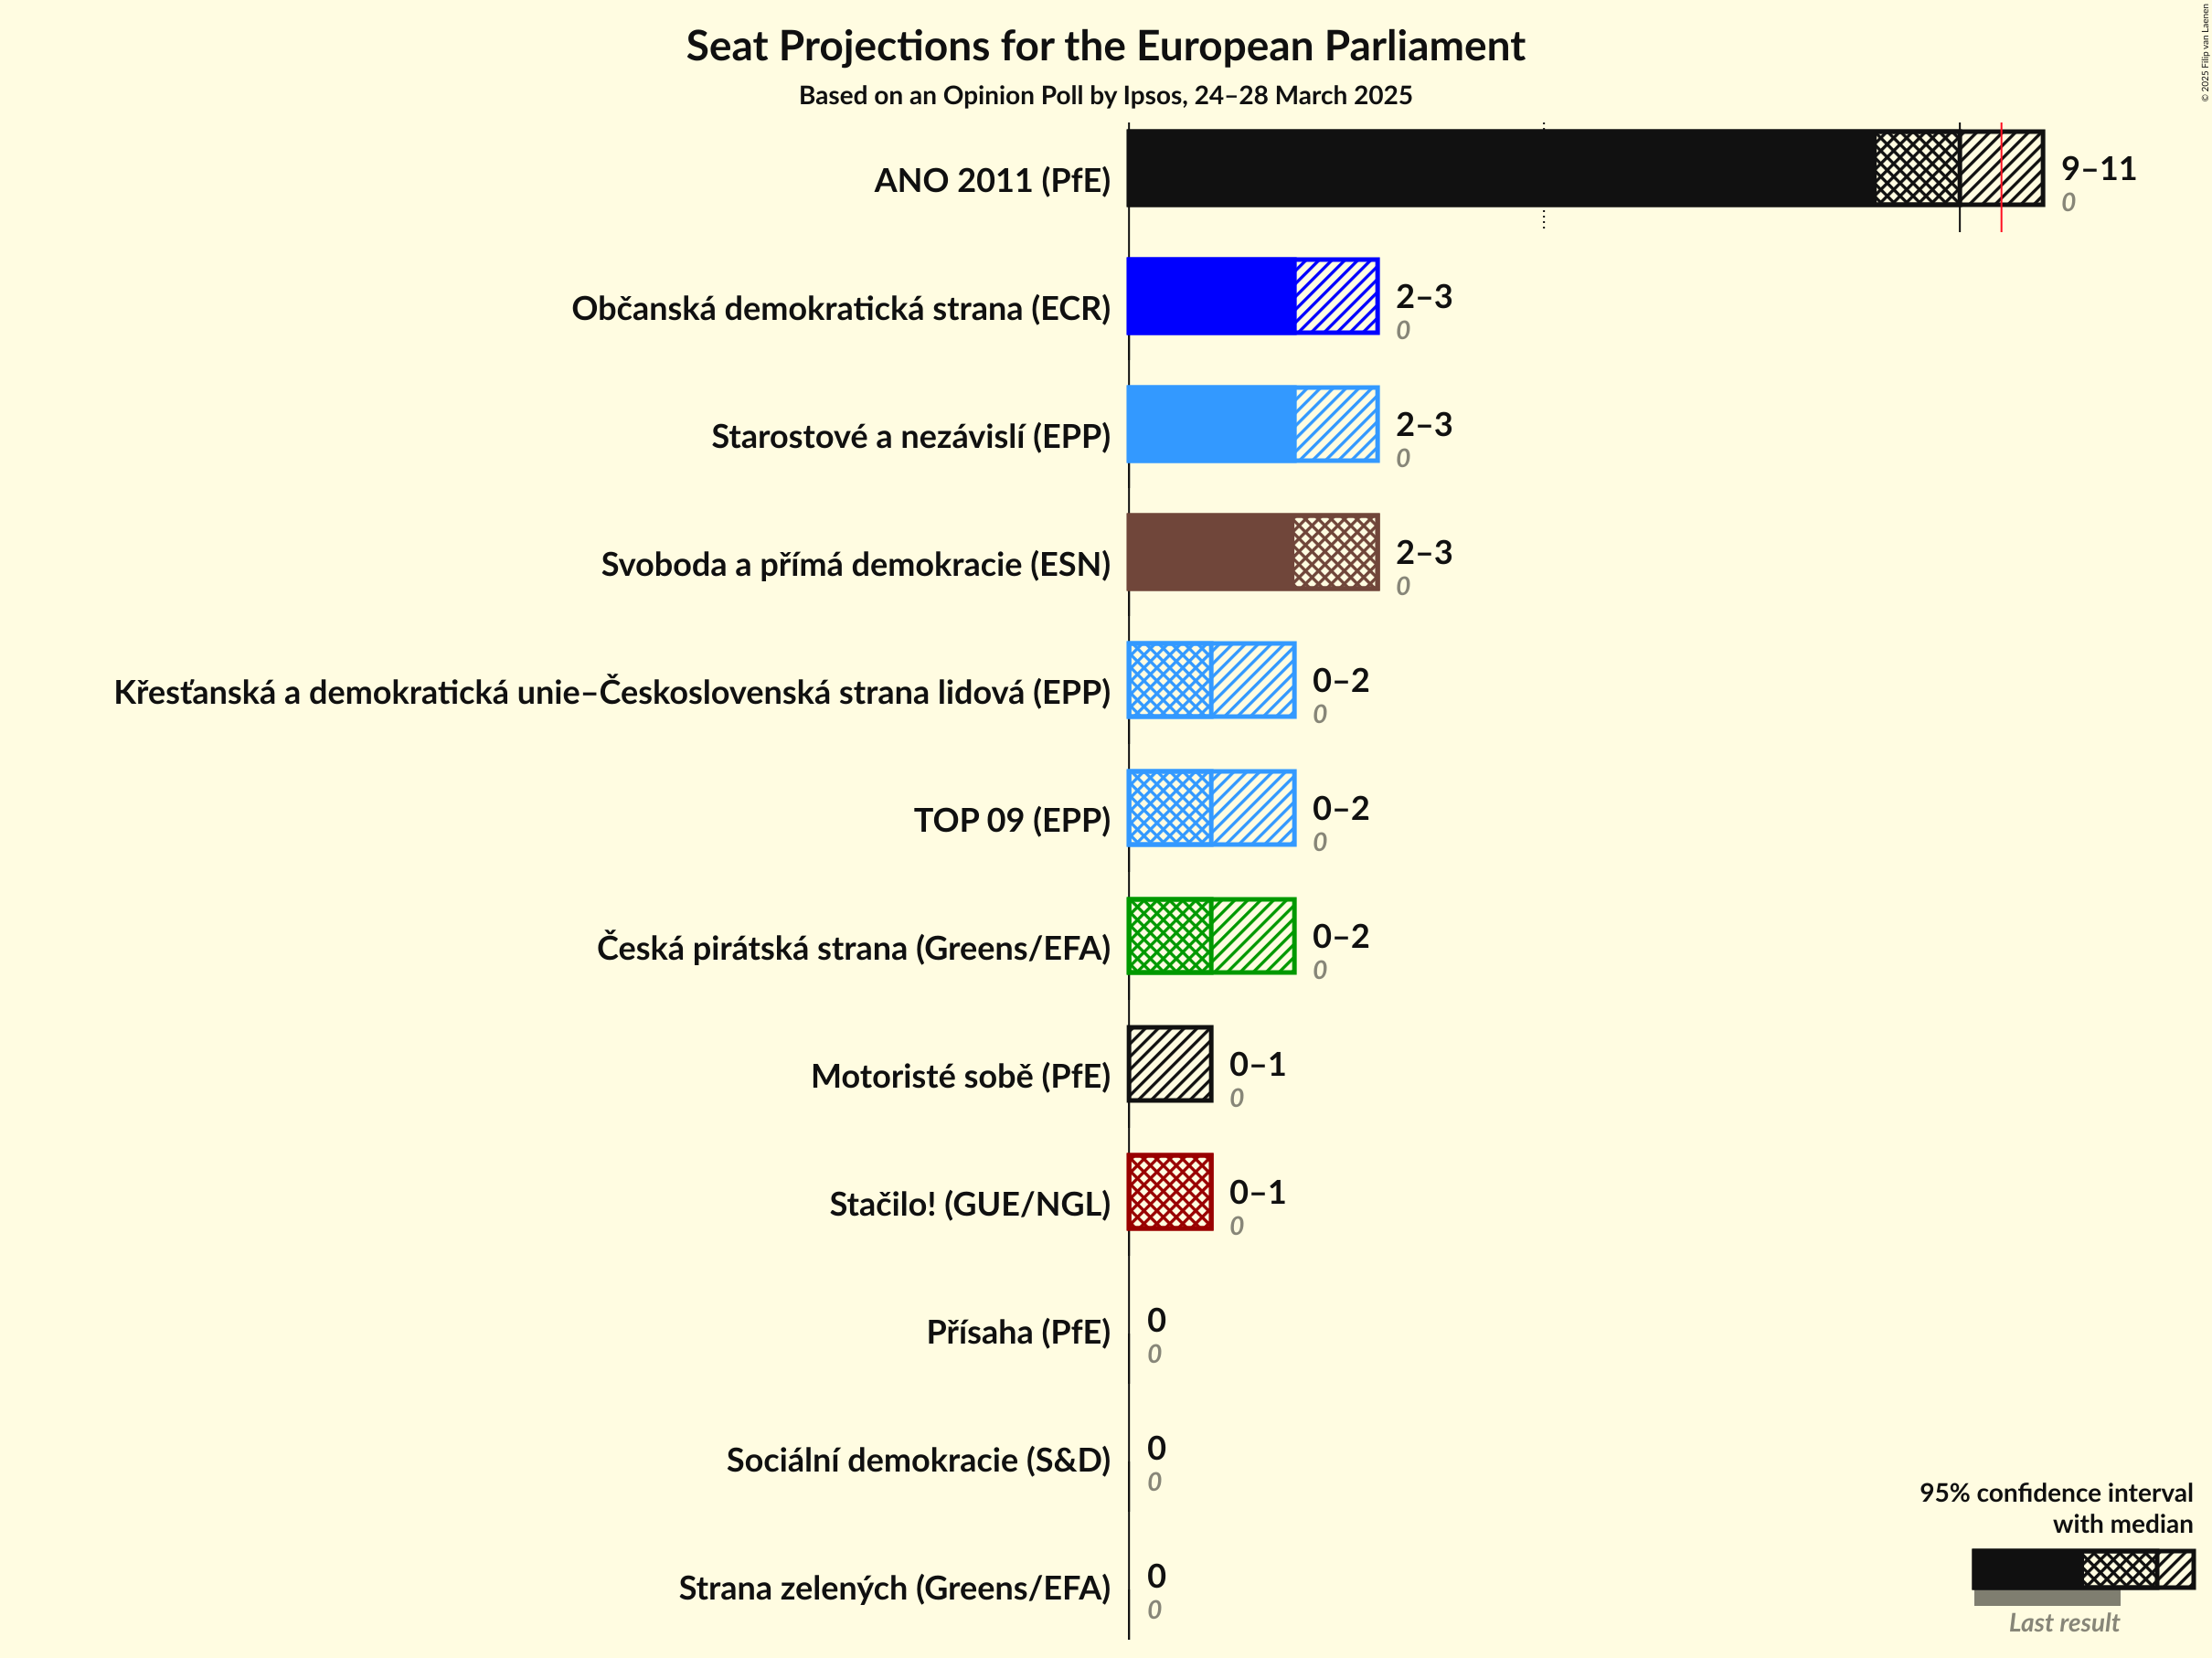 Seat Projections for the European Parliament
Based on an Opinion Poll by Ipsos, 24–28 March 2025
© 2025 Filip van Laenen
ANO 2011 (PfE)
9–11
0
Občanská demokratická strana (ECR)
2–3
0
Starostové a nezávislí (EPP)
2–3
0
Svoboda a přímá demokracie (ESN)
2–3
0
Křesťanská a demokratická unie–Československá strana lidová (EPP)
0–2
0
TOP 09 (EPP)
0–2
0
Česká pirátská strana (Greens/EFA)
0–2
0
Motoristé sobě (PfE)
0–1
0
Stačilo! (GUE/NGL)
0–1
0
Přísaha (PfE)
0
0
Sociální demokracie (S&D)
0
0
Strana zelených (Greens/EFA)
0
0
95% confidence interval
with median
Last result